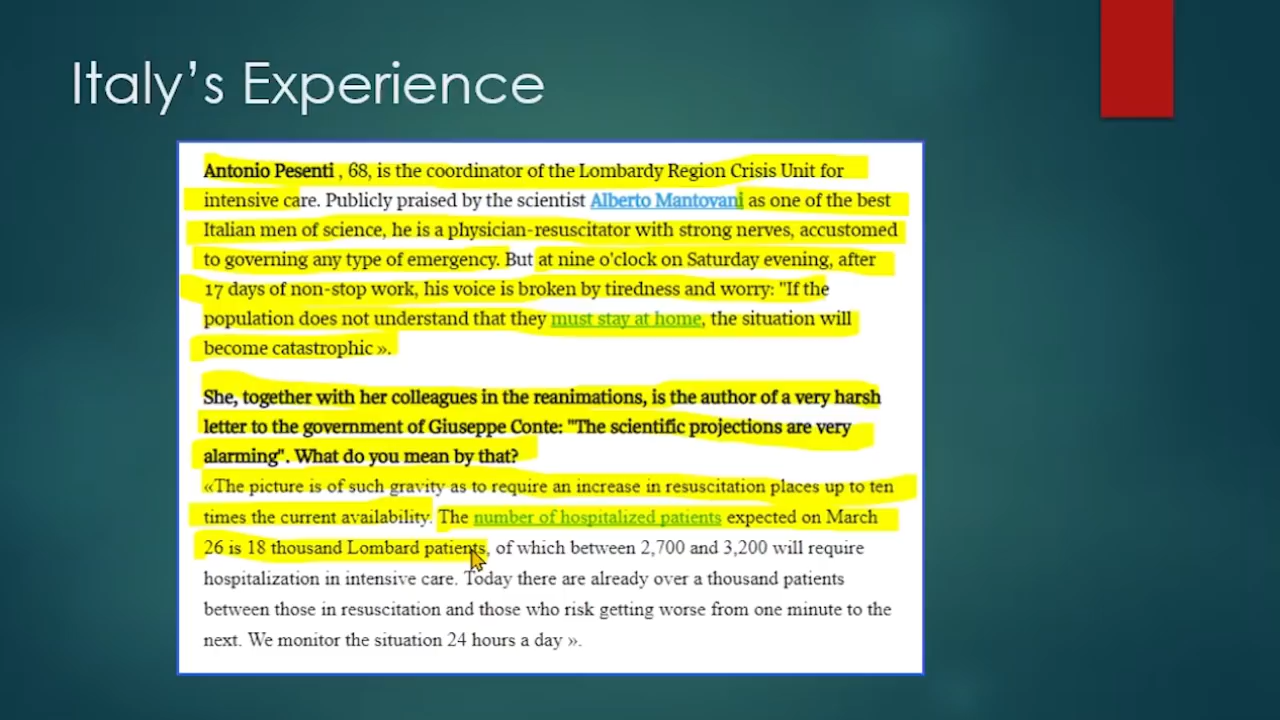 Italy's Experience
Antonio Pesenti , 68, is the coordinator of the Lombardy Region Crisis Unit for
intensive care. Publicly praised by the scientist Alberto Mantovani as one of the best
Italian men of science, he is a physician-resuscitator with strong nerves, accustomed
to governing any type of emergency. But at nine o'clock on Saturday evening, after
17 days of non-stop work, his voice is broken by tiredness and worry: "If the
population does not understand that they must stay at home, the situation will
become catastrophic ».
She, together with her colleagues in the reanimations, is the author of a very harsh
letter to the government of Giuseppe Conte: "The scientific projections are very
alarming". What do you mean by that?
«The picture is of such gravity as to require an increase in resuscitation places up to ten
times the current availability. The number of hospitalized patients expected on March
26 is 18 thousand Lombard patients, of which between 2,700 and 3,200 will require
hospitalization in intensive care. Today there are already over a thousand patients
between those in resuscitation and those who risk getting worse from one minute to the
next. We monitor the situation 24 hours a day ».